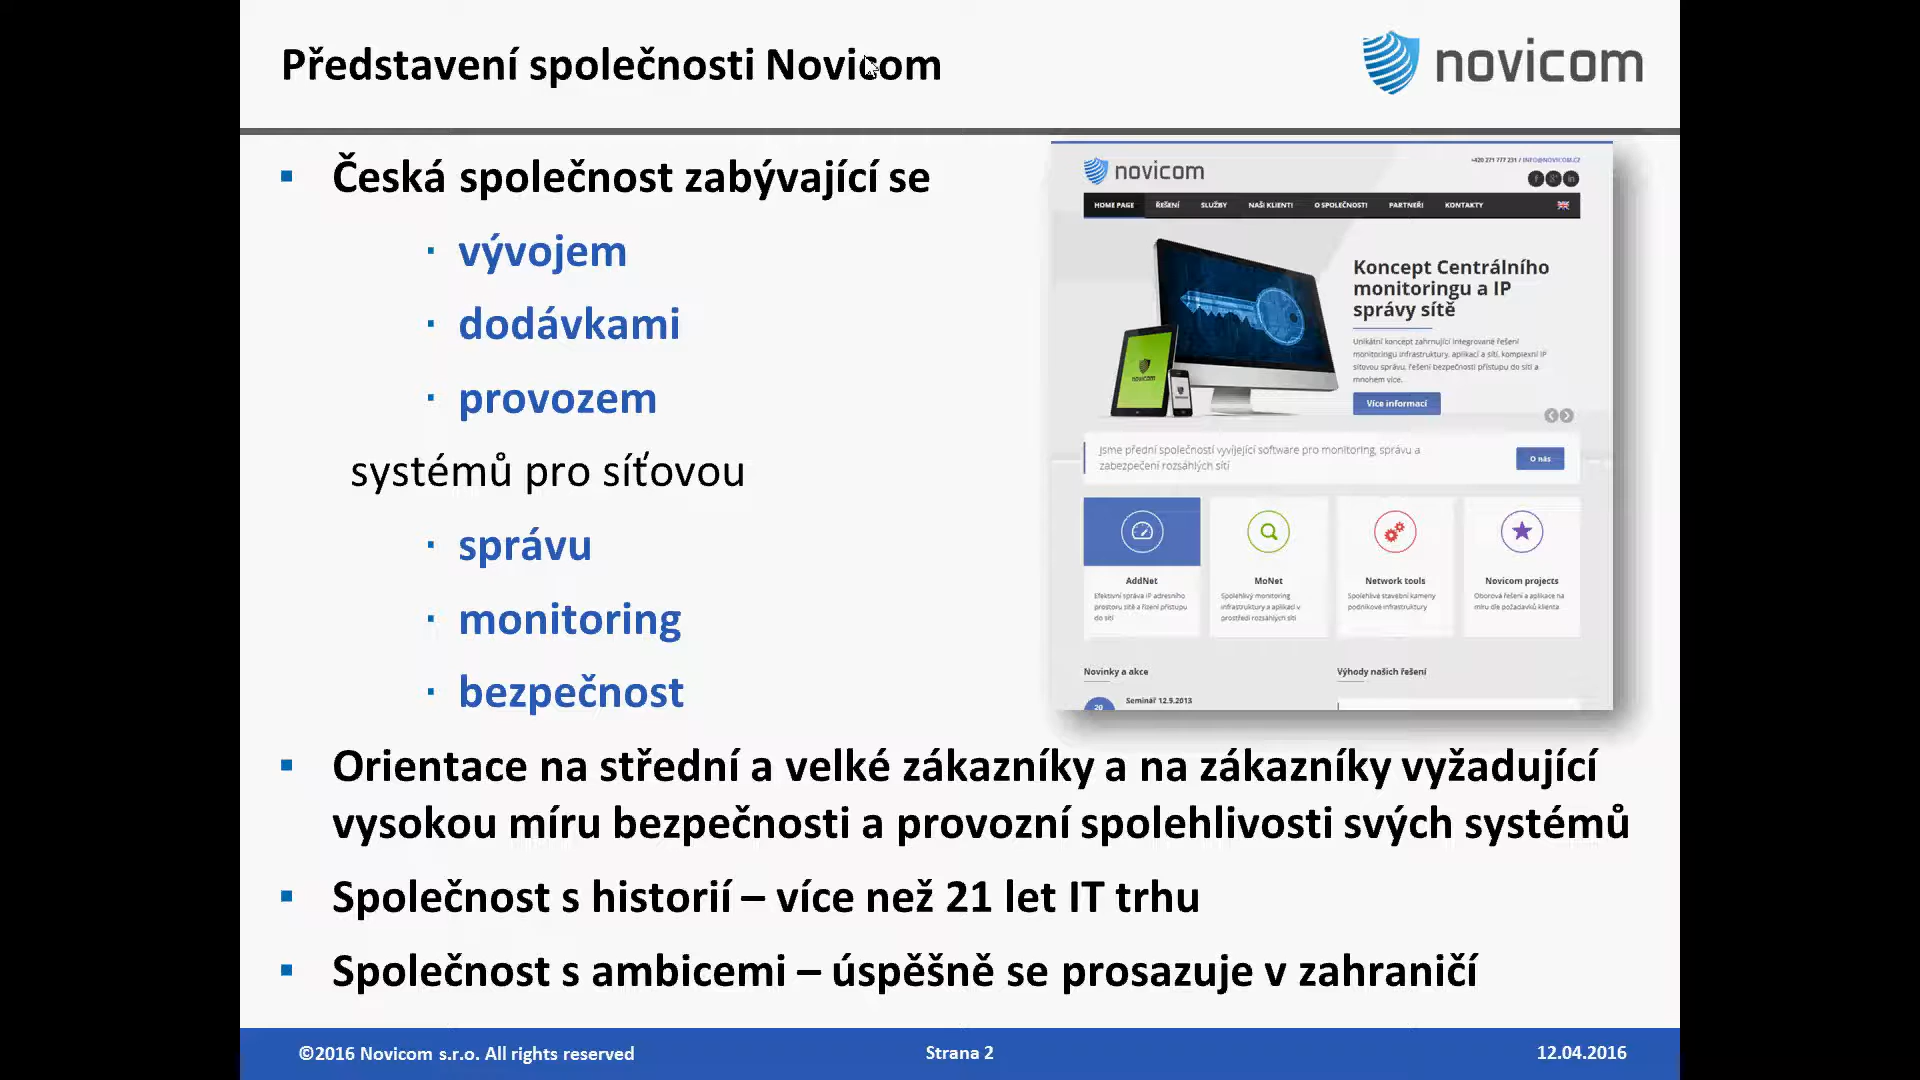 Představení společnosti Novicom
novicom
▪ Česká společnost zabývající se
· vývojem
· dodávkami
· provozem
systémů pro síťovou
· správu
· monitoring
· bezpečnost
▪ Orientace na střední a velké zákazníky a na zákazníky vyžadující
vysokou míru bezpečnosti a provozní spolehlivosti svých systémů
▪ Společnost s historií – více než 21 let IT trhu
▪ Společnost s ambicemi – úspěšně se prosazuje v zahraničí
+420 271 777 231 / INFO@NOVICOM.CZ
novicom
HOME PAGE ŘEŠENÍ SLUŽBY NAŠI KLIENTI O SPOLEČNOSTI PARTNEŘI KONTAKTY
Koncept Centrálního
monitoringu a IP
správy sítě
Unikátní koncept zahrnující integrované řešení
monitoringu infrastruktury, aplikací a sítí, komplexní IP
síťovou správu, řešení bezpečnosti přístupu do sítí a
mnohem více.
Více informací
novicom
Jsme přední společností vyvíjející software pro monitoring, správu a
zabezpečení rozsáhlých sítí
O nás
AddNet
Efektivní správa IP adresního
prostoru sítě a řízení přístupu
do sítí
MoNet
Spolehlivý monitoring
infrastruktury a aplikací v
prostředí rozsáhlých sítí
Network tools
Spolehlivé stavební kameny
podnikové infrastruktury
Novicom projects
Oborová řešení a aplikace na
míru dle požadavků klienta
Novinky a akce
Výhody našich řešení
20
Seminář 12.9.2013
©2016 Novicom s.r.o. All rights reserved
Strana 2
12.04.2016